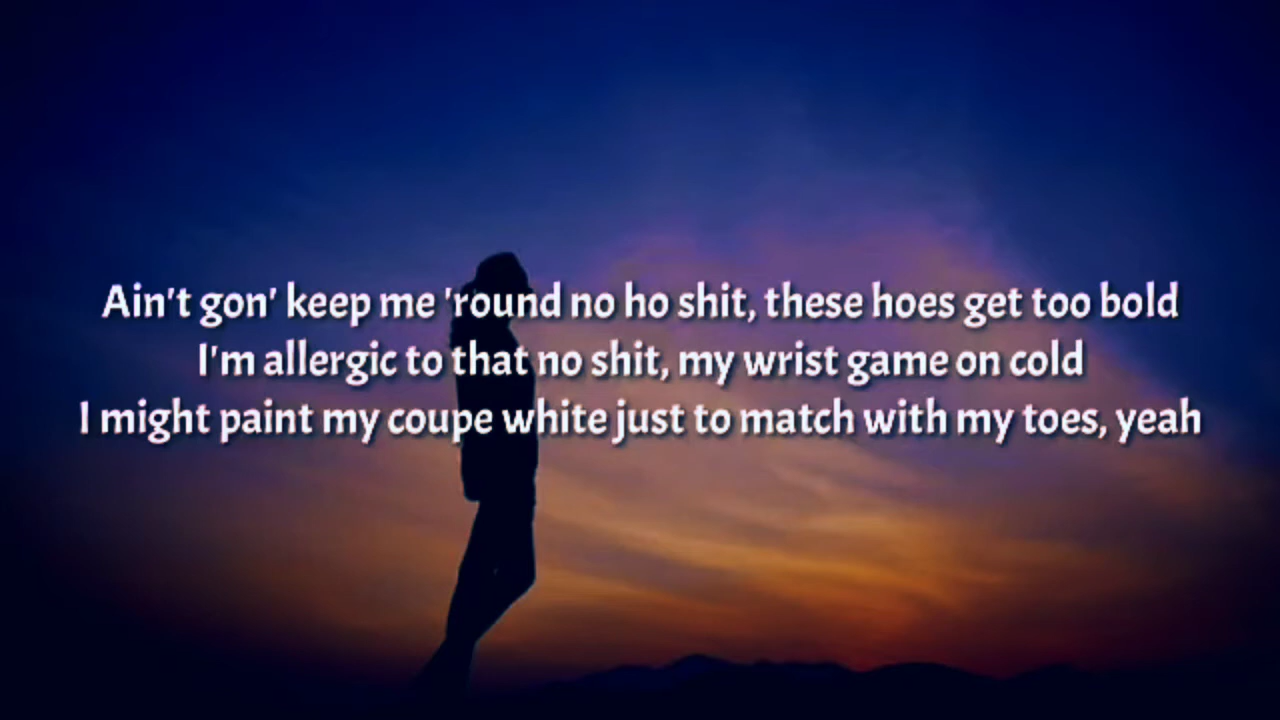 Ain't gon' keep me 'round no ho shit, these hoes get too bold
I'm allergic to that no shit, my wrist game on cold
I might paint my coupe white just to match with my toes, yeah